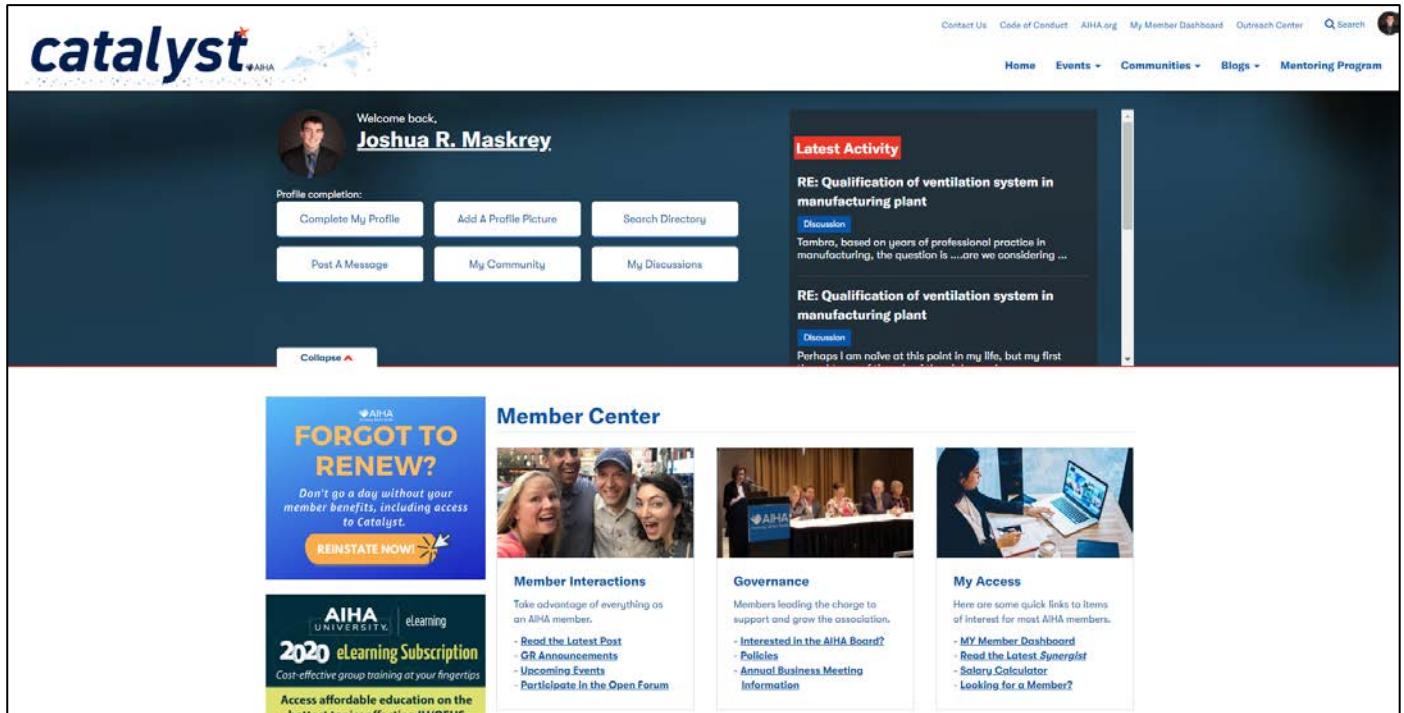 Contact Us Code of Conduct AIHA.org My Member Dashboard Outreach Center Search
catalyst AIHA
Home Events Communities Blogs Mentoring Program
Welcome back,
Joshua R. Maskrey
Profile completion:
Complete My Profile Add A Profile Picture Search Directory
Post A Message My Community My Discussions
Collapse
Latest Activity
RE: Qualification of ventilation system in
manufacturing plant
Discussion
Tambra, based on years of professional practice in
manufacturing, the question is ....are we considering ...
RE: Qualification of ventilation system in
manufacturing plant
Discussion
Perhaps I am naïve at this point in my life, but my first
AIHA
FORGOT TO
RENEW?
Don't go a day without your
member benefits, including access
to Catalyst.
REINSTATE NOW!
AIHA
UNIVERSITY
eLearning
2020 eLearning Subscription
Cost-effective group training at your fingertips
Access affordable education on the
Member Center
Member Interactions
Take advantage of everything as
an AIHA member.
- Read the Latest Post
- GR Announcements
- Upcoming Events
- Participate in the Open Forum
AIHA
Governance
Members leading the charge to
support and grow the association.
- Interested in the AIHA Board?
- Policies
- Annual Business Meeting
Information
My Access
Here are some quick links to items
of interest for most AIHA members.
- MY Member Dashboard
- Read the Latest Synergist
- Salary Calculator
- Looking for a Member?